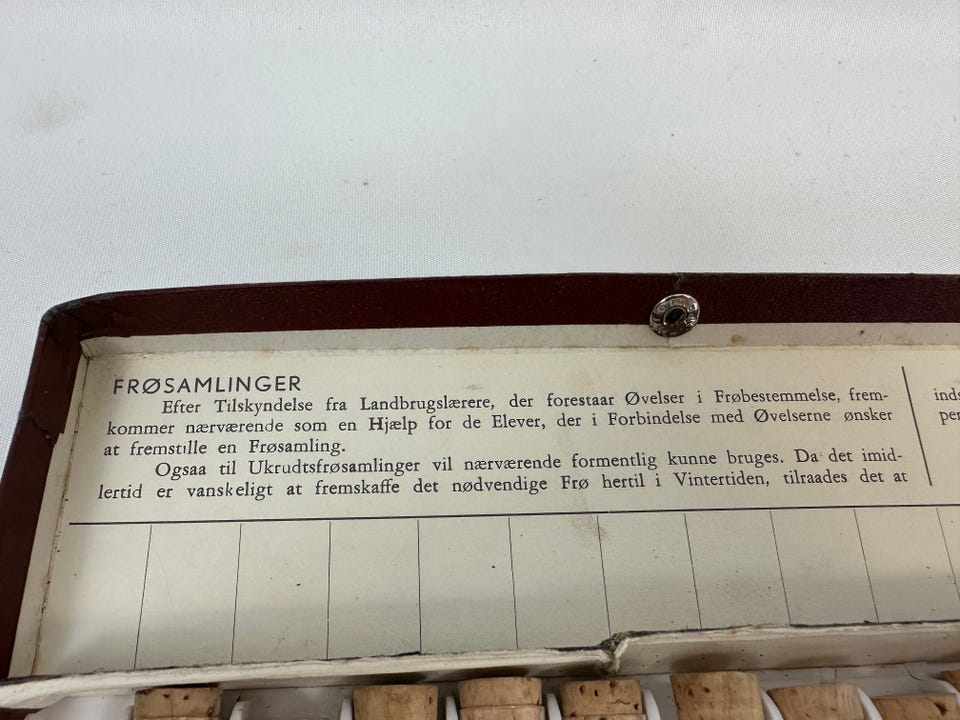 FRØSAMLINGER
Efter Tilskyndelse fra Landbrugslærere, der forestaar Øvelser i Frøbestemmelse, frem-
kommer nærværende som en Hjælp for de Elever, der i Forbindelse med Øvelserne ønsker
at fremstille en Frøsamling.
Ogsaa til Ukrudtsfrøsamlinger vil nærværende formentlig kunne bruges. Da det imid-
lertid er vanskeligt at fremskaffe det nødvendige Frø hertil i Vintertiden, tilraades det at